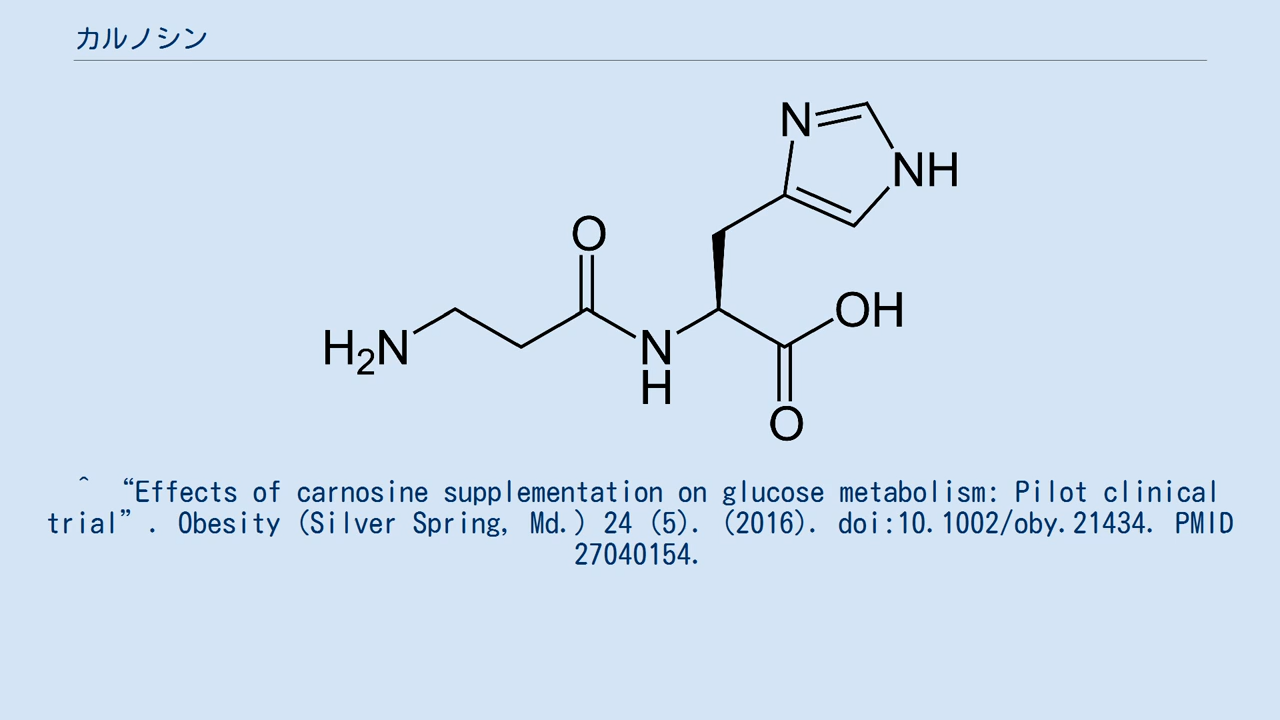 カルノシン
N
NH
O
OH
H₂N
N
H
O
^ “Effects of carnosine supplementation on glucose metabolism: Pilot clinical
trial”. Obesity (Silver Spring, Md.) 24 (5). (2016). doi:10.1002/oby.21434. PMID
27040154.